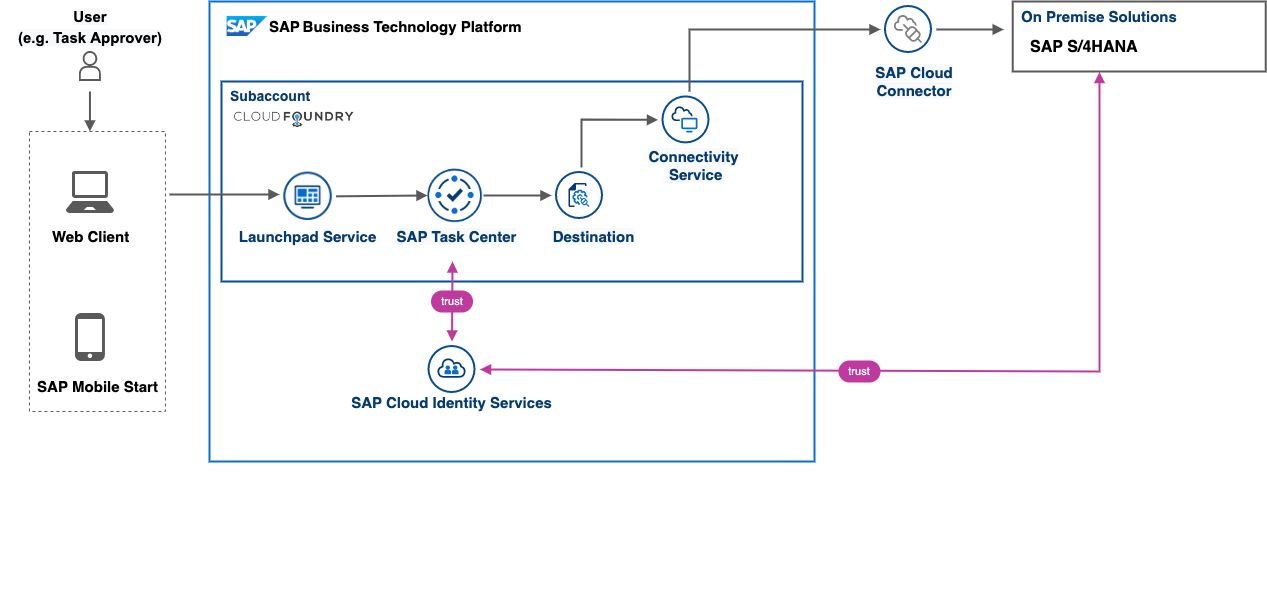 User
(e.g. Task Approver)
SAP SAP Business Technology Platform
On Premise Solutions
SAP S/4HANA
SAP Cloud
Connector
Subaccount
CLOUD FOUNDRY
Connectivity
Service
Web Client
Launchpad Service
SAP Task Center
Destination
trust
SAP Mobile Start
trust
SAP Cloud Identity Services